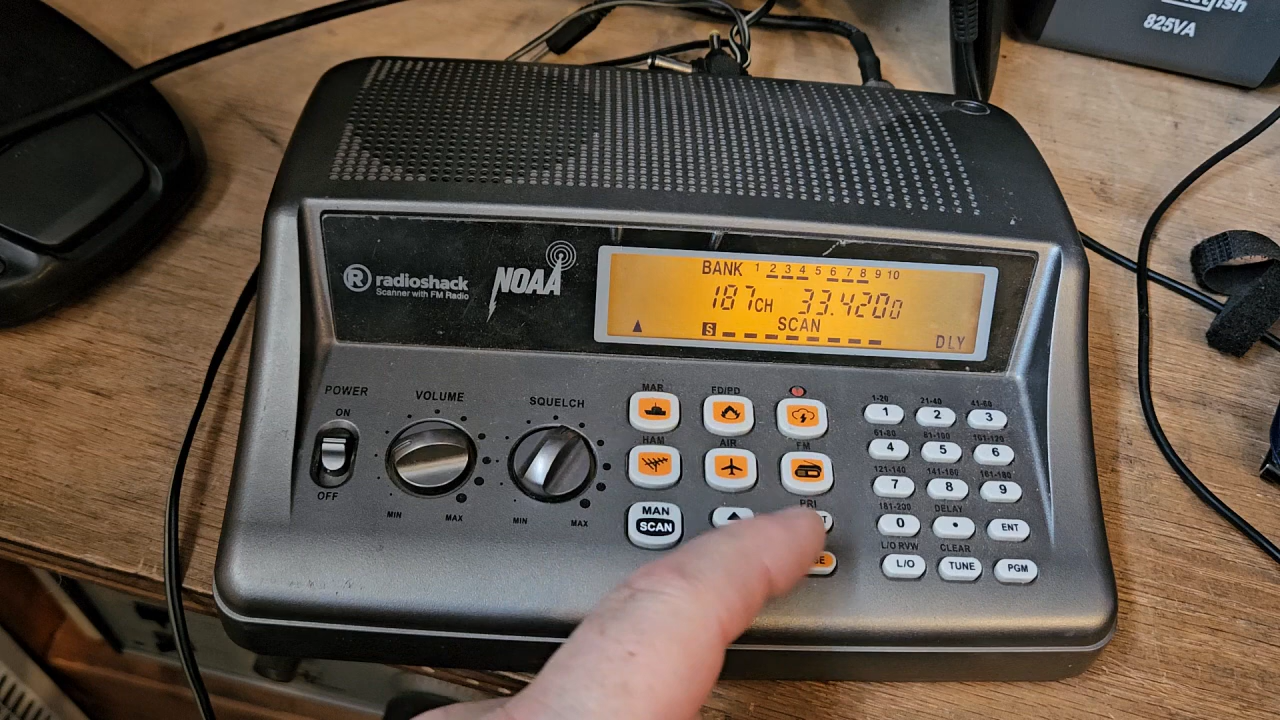 825VA
radioshack
Scanner with FM Radio
NOAA
BANK 1 2 3 4 5 6 7 8 9 10
187CH 33.4200
SCAN
S
DLY
POWER
ON
OFF
VOLUME
MIN MAX
SQUELCH
MIN MAX
MAR FD/PD
HAM AIR FM
MAN
SCAN
PRI
1-20 21-40 41-60
1 2 3
61-80 81-100 101-120
4 5 6
121-140 141-160 161-180
7 8 9
181-200 DELAY
0 • ENT
L/O RVW CLEAR
L/O TUNE PGM